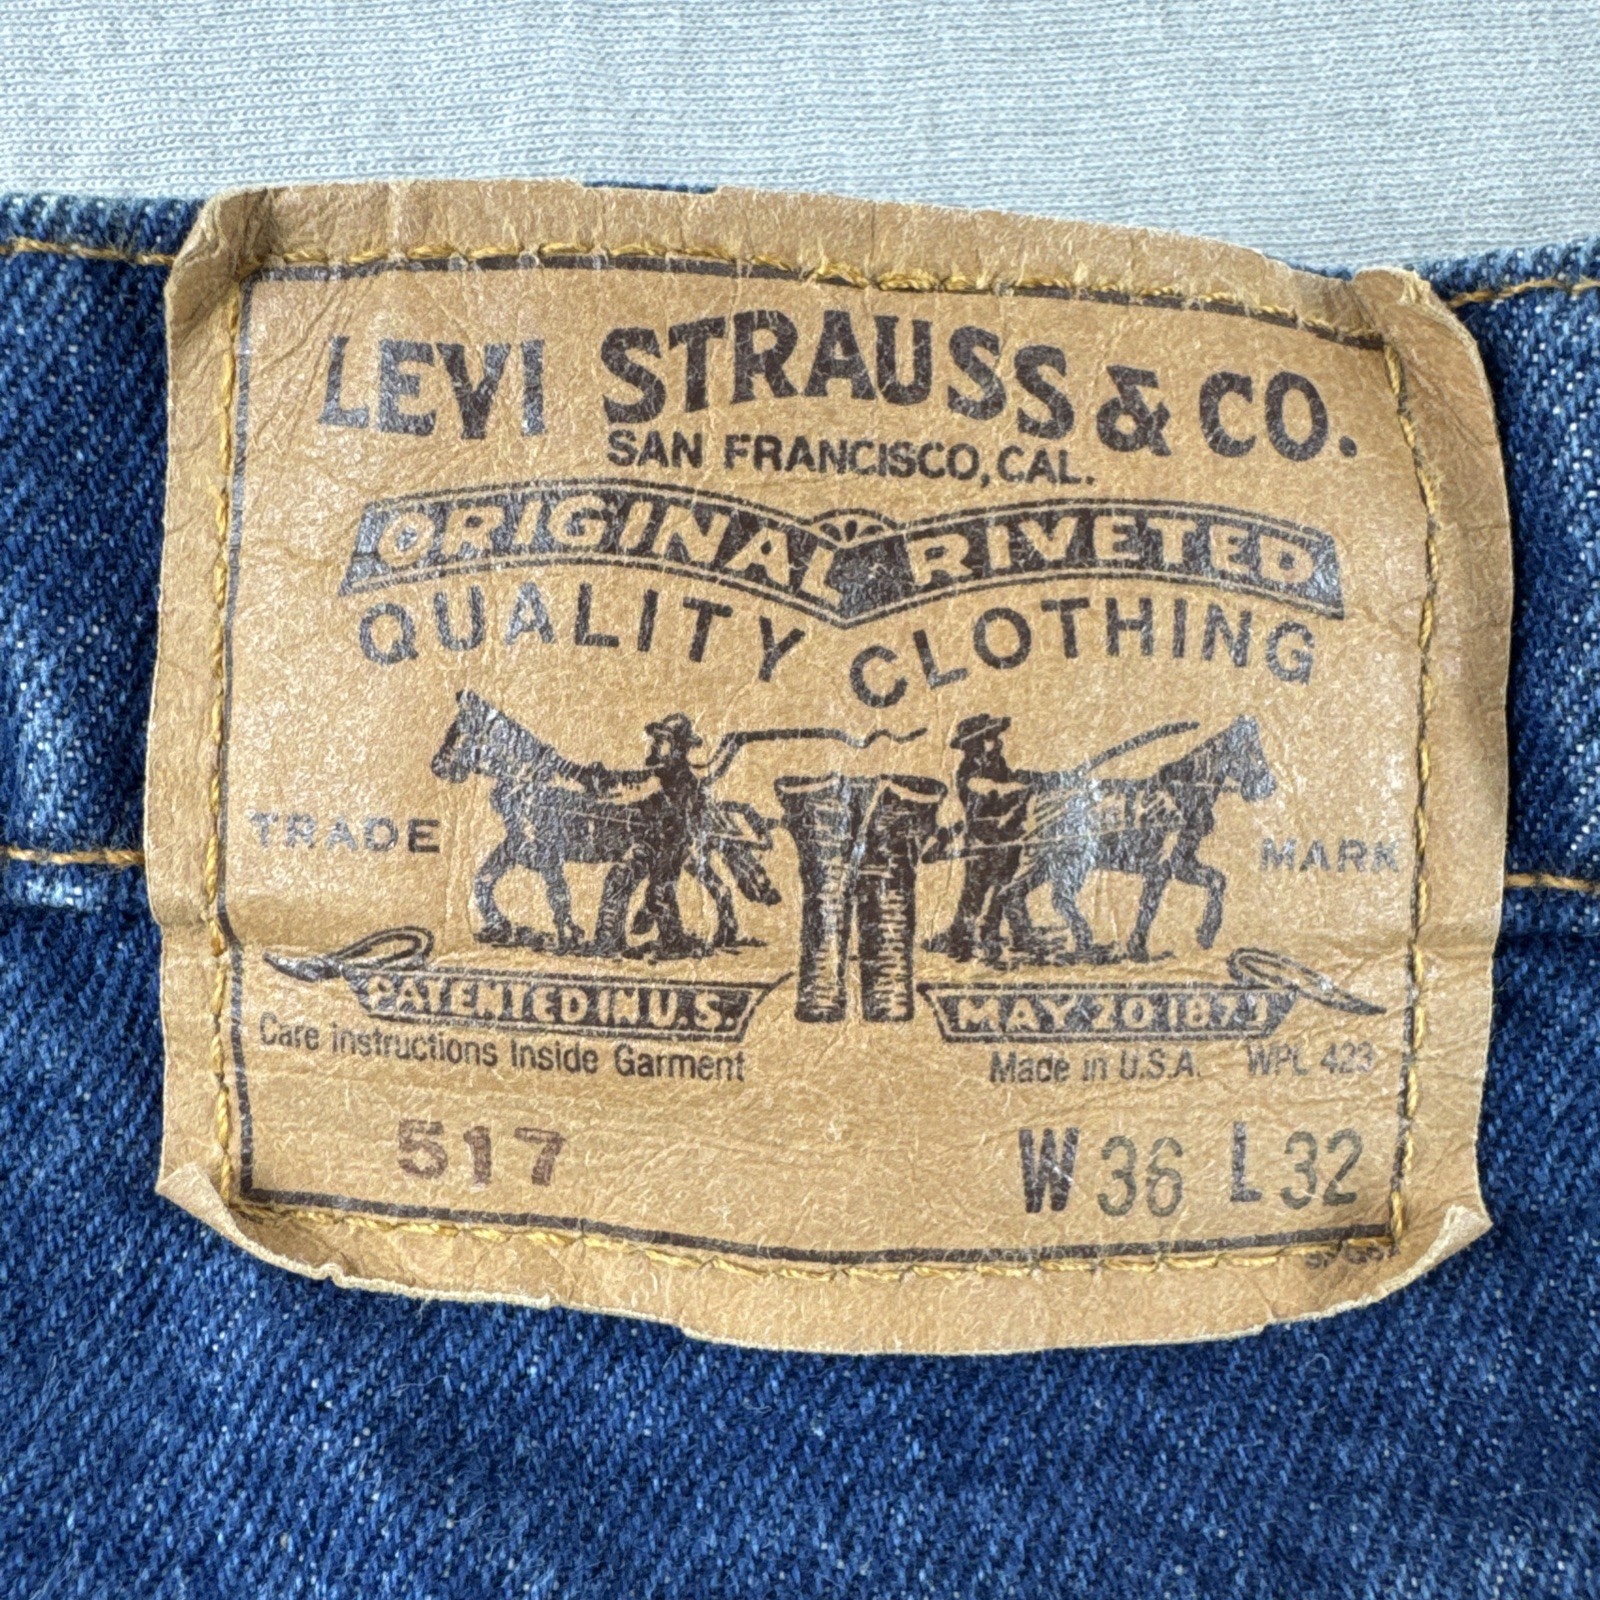 LEVI STRAUSS & CO.
SAN FRANCISCO, CAL.
ORIGINAL RIVETED
QUALITY CLOTHING
TRADE MARK
PATENTED IN U.S. MAY 20 1873
Care Instructions Inside Garment Made in U.S.A. WPL 423
517 W 36 L 32